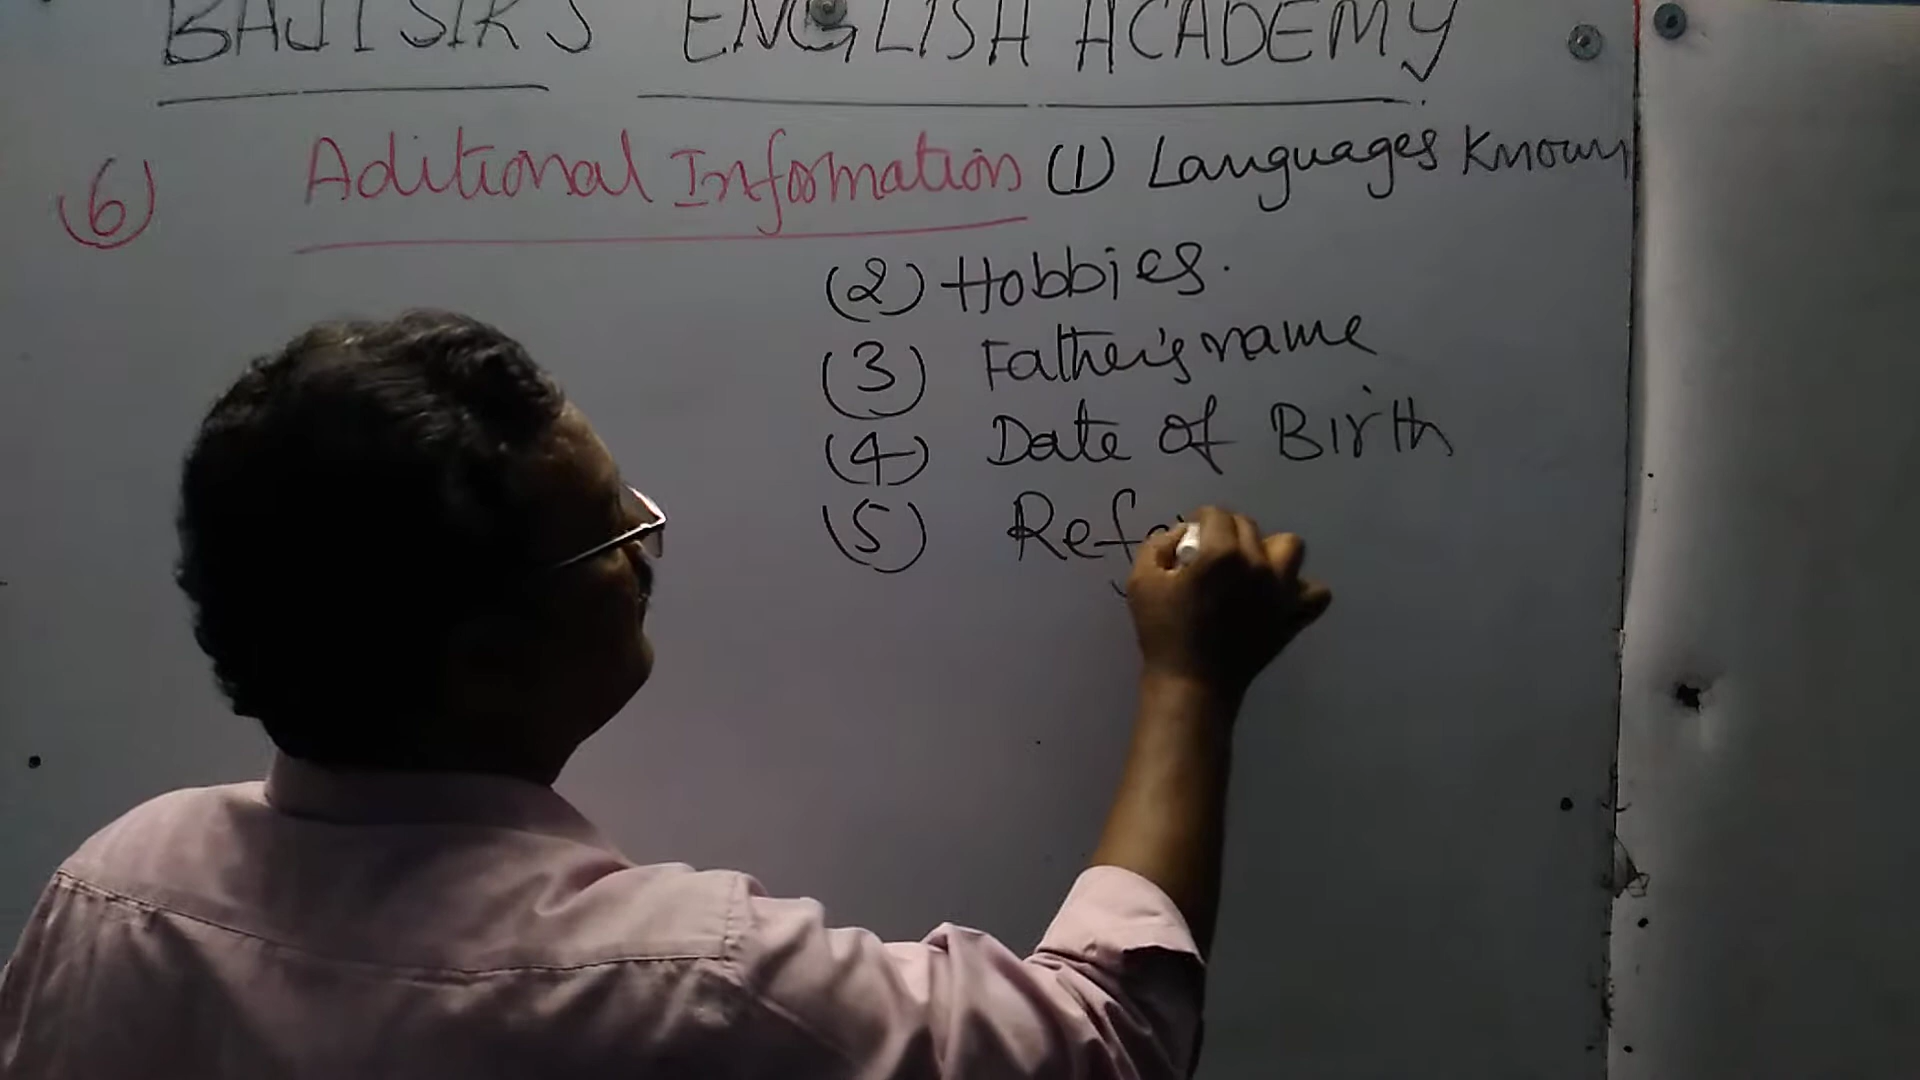 BAJI SIR'S ENGLISH ACADEMY
(6) Aditional Information (1) Languages Known
(2) Hobbies.
(3) Father's name
(4) Date of Birth
(5) Ref